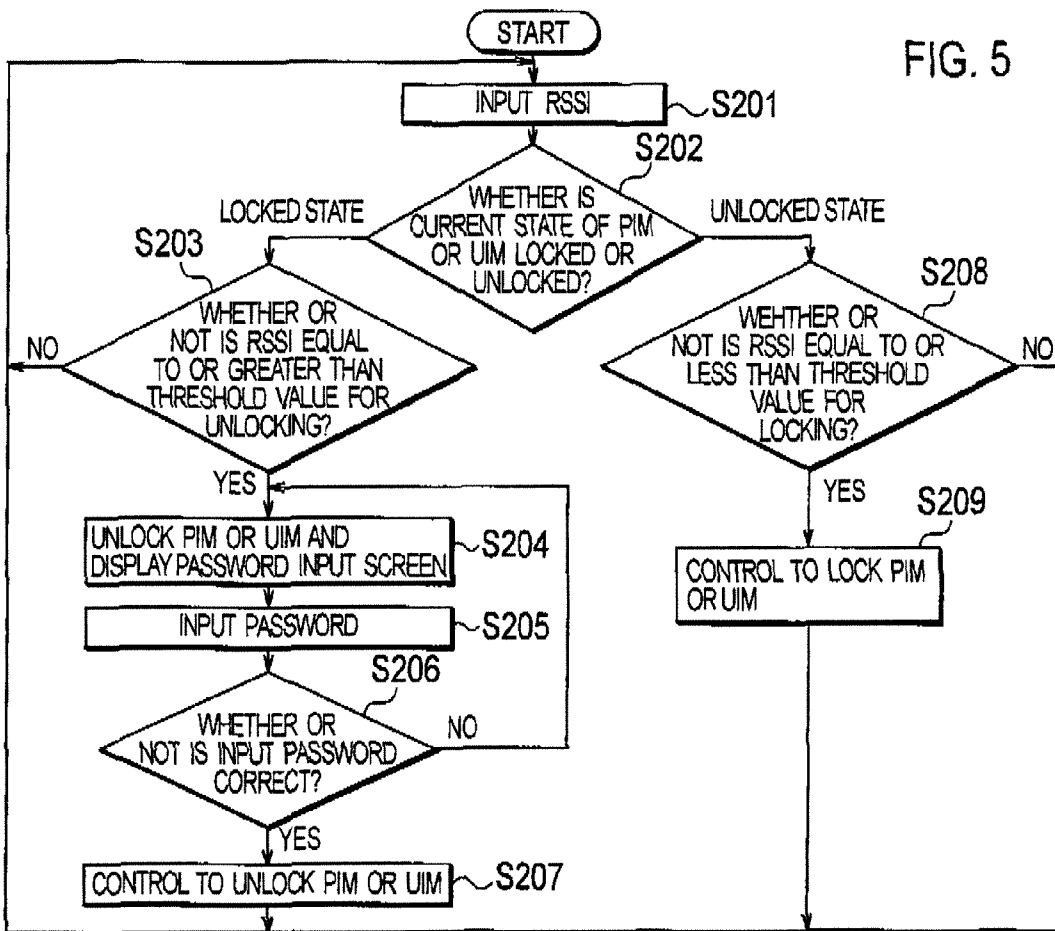 START
FIG. 5
INPUT RSSI
S201
S202
WHETHER IS
CURRENT STATE OF PIM
OR UIM LOCKED OR
UNLOCKED?
LOCKED STATE
UNLOCKED STATE
S203
WHETHER OR
NOT IS RSSI EQUAL
TO OR GREATER THAN
THRESHOLD VALUE FOR
UNLOCKING?
NO
YES
S208
WEHTHER OR
NOT IS RSSI EQUAL TO OR
LESS THAN THRESHOLD
VALUE FOR
LOCKING?
NO
YES
UNLOCK PIM OR UIM AND
DISPLAY PASSWORD INPUT SCREEN
S204
INPUT PASSWORD
S205
S206
WHETHER OR
NOT IS INPUT PASSWORD
CORRECT?
NO
YES
CONTROL TO UNLOCK PIM OR UIM
S207
S209
CONTROL TO LOCK PIM
OR UIM